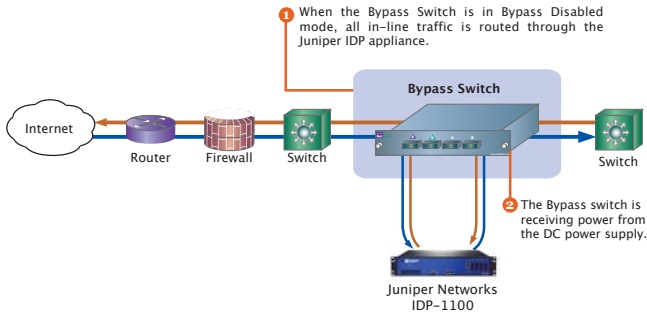 1 When the Bypass Switch is in Bypass Disabled
mode, all in-line traffic is routed through the
Juniper IDP appliance.
Bypass Switch
Internet
Router
Firewall
Switch
Switch
2 The Bypass switch is
receiving power from
the DC power supply.
Juniper Networks
IDP-1100